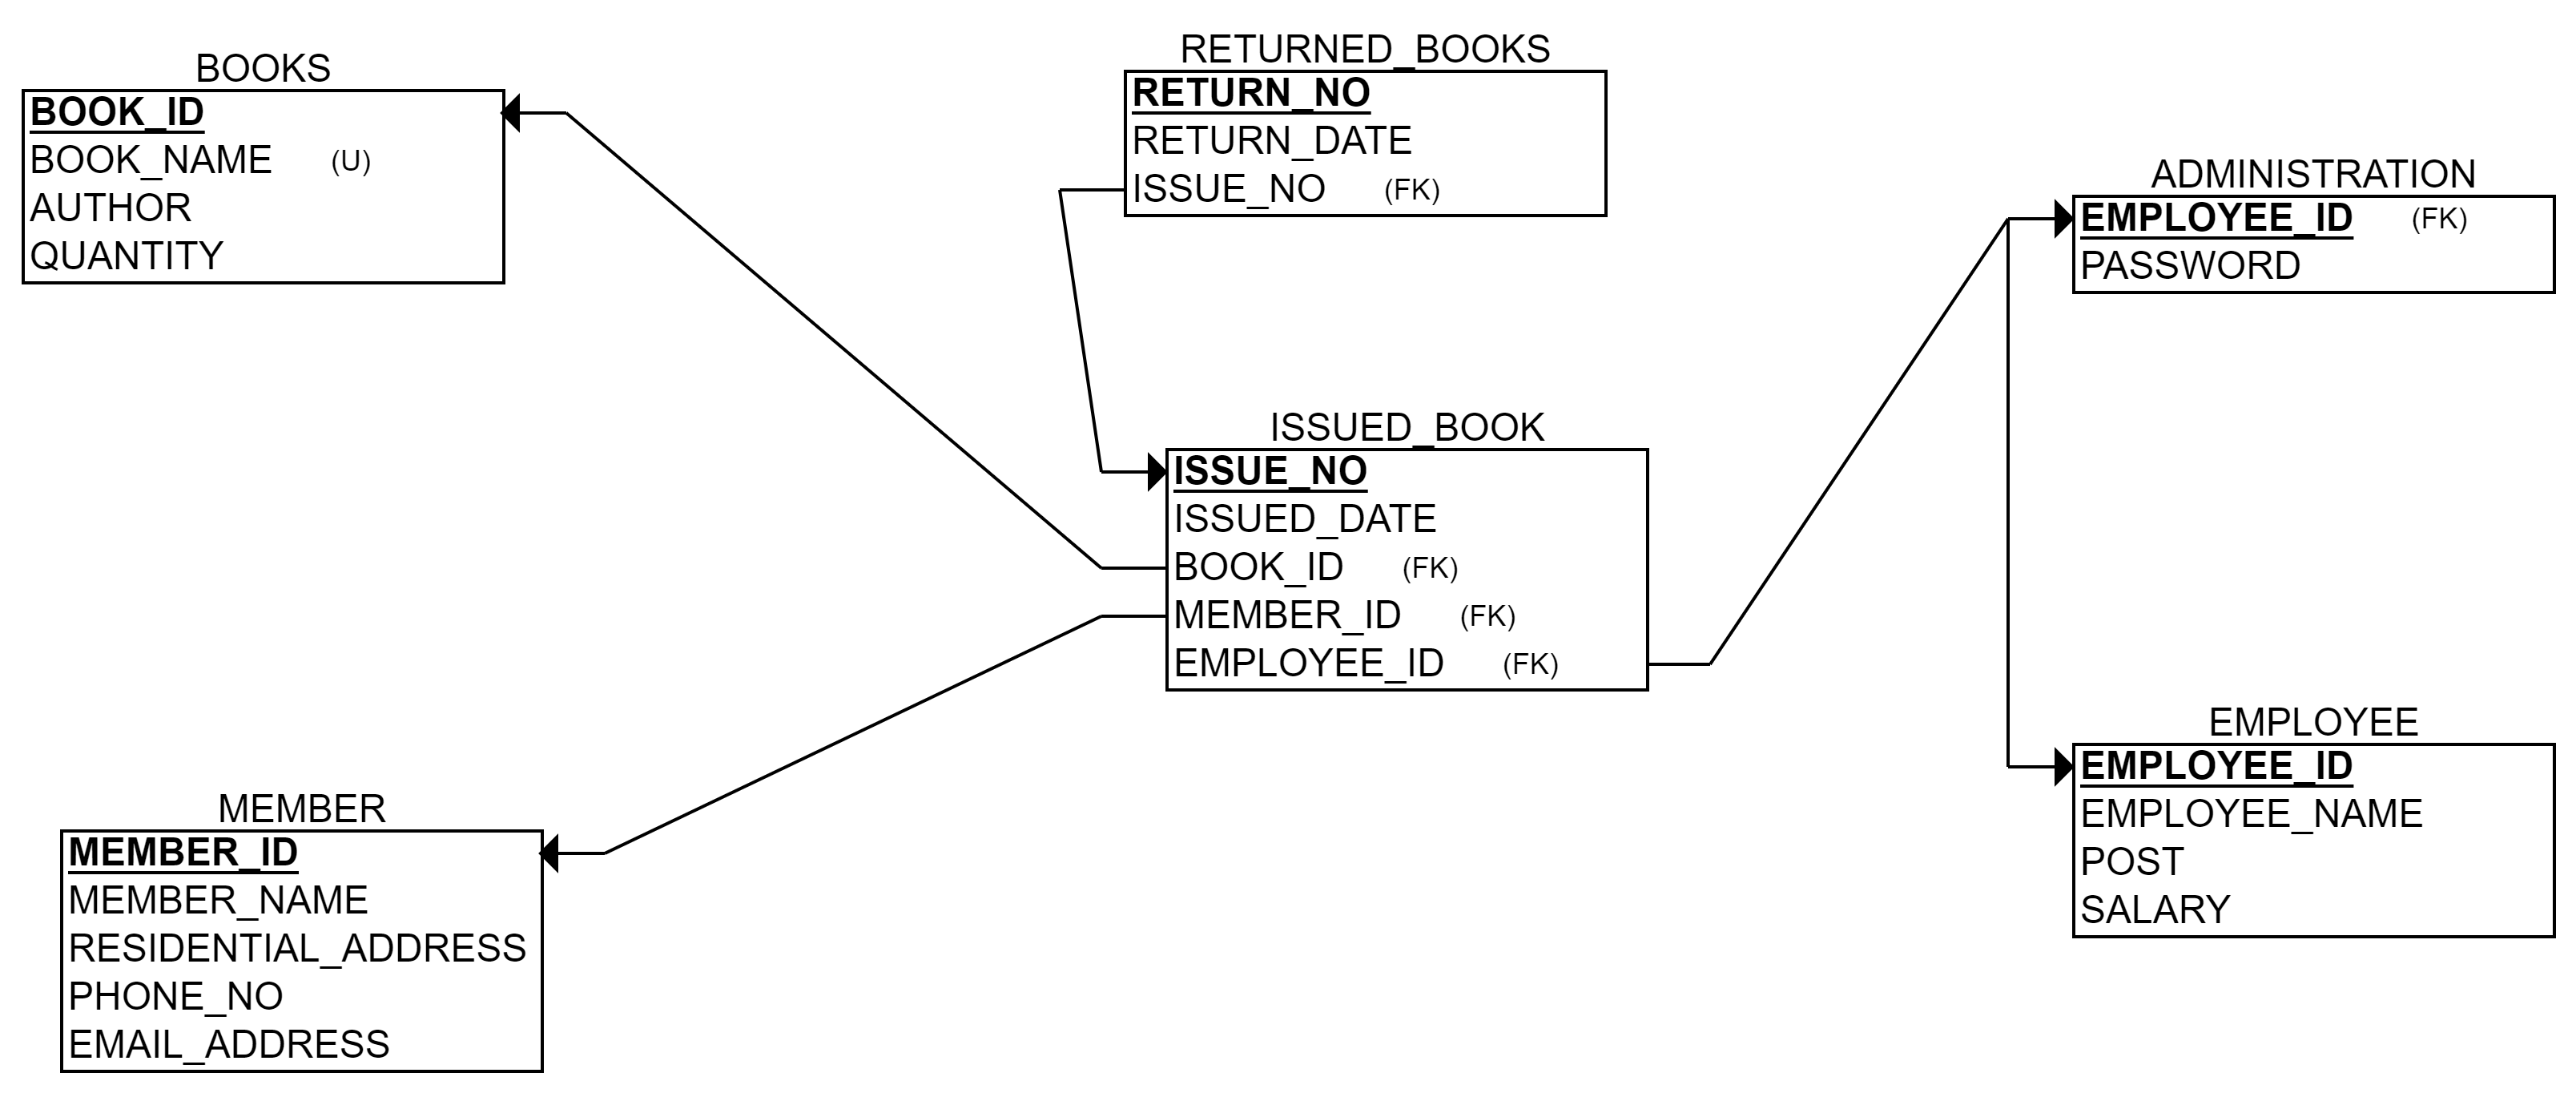 BOOKS
BOOK_ID
BOOK_NAME (U)
AUTHOR
QUANTITY
RETURNED_BOOKS
RETURN_NO
RETURN_DATE
ISSUE_NO (FK)
ADMINISTRATION
EMPLOYEE_ID (FK)
PASSWORD
ISSUED_BOOK
ISSUE_NO
ISSUED_DATE
BOOK_ID (FK)
MEMBER_ID (FK)
EMPLOYEE_ID (FK)
MEMBER
MEMBER_ID
MEMBER_NAME
RESIDENTIAL_ADDRESS
PHONE_NO
EMAIL_ADDRESS
EMPLOYEE
EMPLOYEE_ID
EMPLOYEE_NAME
POST
SALARY